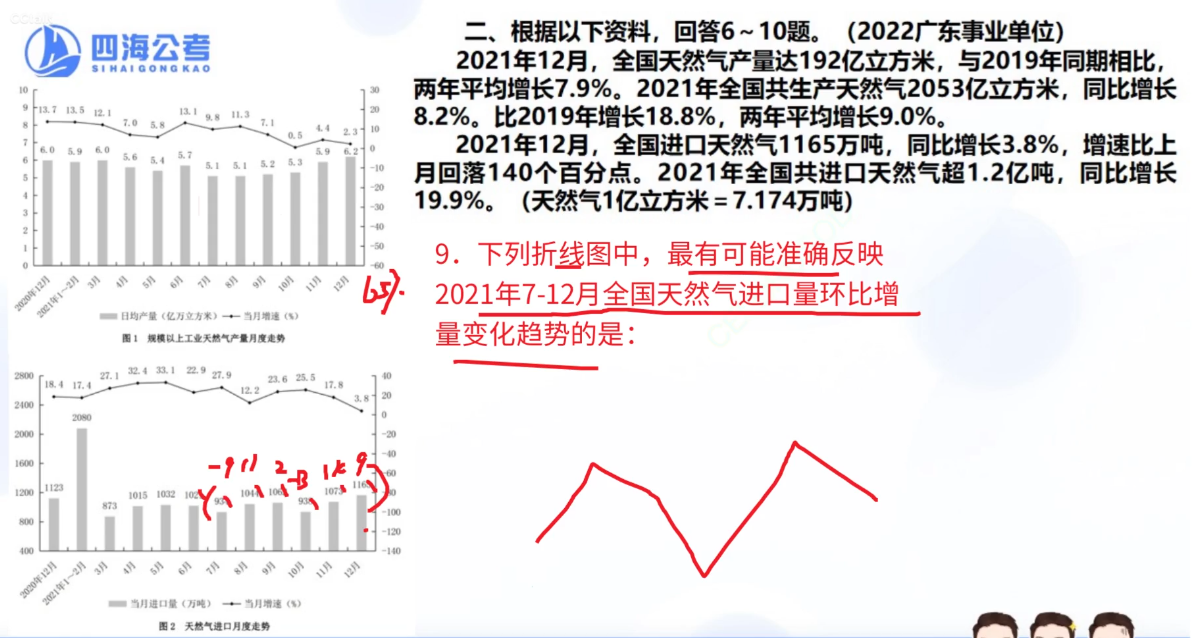 四海公考
SIHAIGONGKAO
二、根据以下资料，回答6～10题。（2022广东事业单位）
2021年12月，全国天然气产量达192亿立方米，与2019年同期相比，
两年平均增长7.9%。2021年全国共生产天然气2053亿立方米，同比增长
8.2%。比2019年增长18.8%，两年平均增长9.0%。
2021年12月，全国进口天然气1165万吨，同比增长3.8%，增速比上
月回落140个百分点。2021年全国共进口天然气超1.2亿吨，同比增长
19.9%。（天然气1亿立方米＝7.174万吨）
9．下列折线图中，最有可能准确反映
2021年7-12月全国天然气进口量环比增
量变化趋势的是：
10 9 8 7 6 5 4 3 2 1 0
30 20 10 0 -10 -20 -30 -40 -50 -60
13.7 13.5 12.1 7.0 5.8 13.1 9.8 11.3 7.1 0.5 4.4 2.3
6.0 5.9 6.0 5.6 5.4 5.7 5.1 5.1 5.2 5.3 5.9 6.2
2020年12月 2021年1—2月 3月 4月 5月 6月 7月 8月 9月 10月 11月 12月
日均产量（亿立方米） 当月增速（%）
图1 规模以上工业天然气产量月度走势
2800 2400 2000 1600 1200 800 400
40 20 0 -20 -40 -60 -80 -100 -120 -140
18.4 17.4 27.1 32.4 33.1 22.9 27.9 12.2 23.6 25.5 17.8 3.8
1123 2080 873 1015 1032
2020年12月 2021年1—2月 3月 4月 5月 6月 7月 8月 9月 10月 11月 12月
当月进口量（万吨） 当月增速（%）
图2 天然气进口月度走势